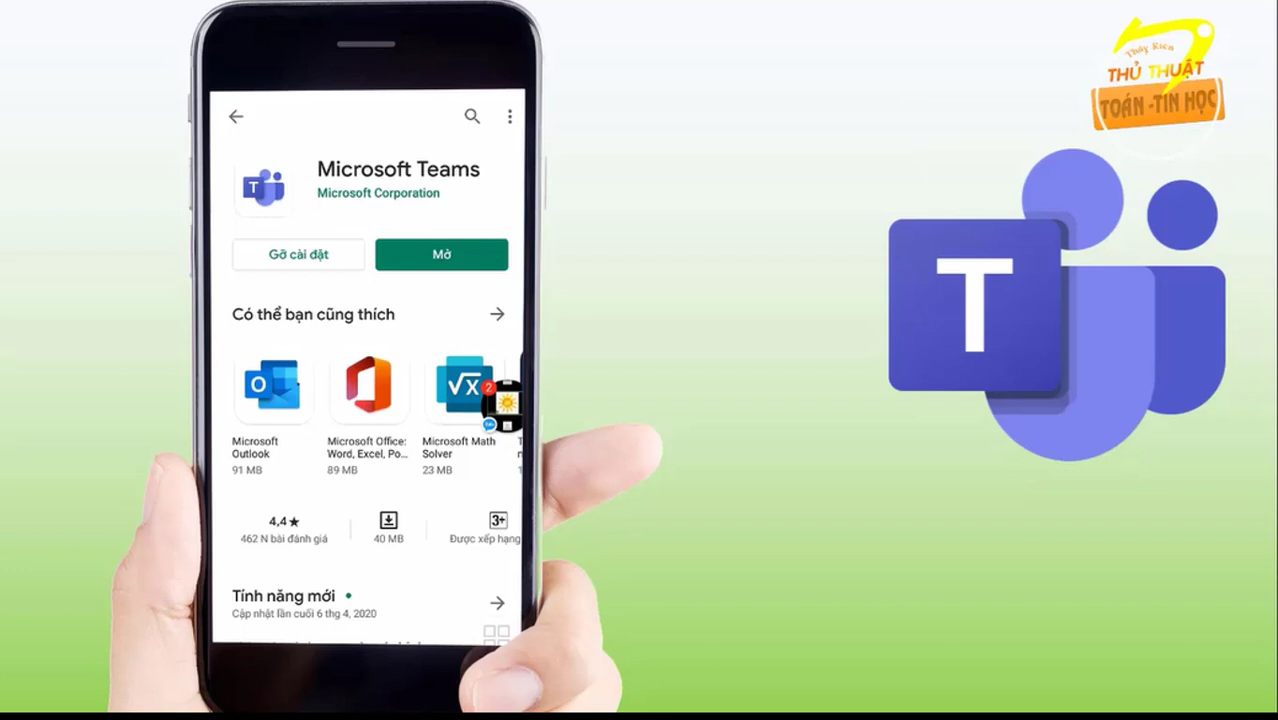 Thầy Rien
THỦ THUẬT
TOÁN -TIN HỌC
Microsoft Teams
Microsoft Corporation
T
Gỡ cài đặt
Mở
Có thể bạn cũng thích
Microsoft
Outlook
91 MB
Microsoft Office:
Word, Excel, Po...
89 MB
Microsoft Math
Solver
23 MB
2
4,4★
462 N bài đánh giá
40 MB
3+
Được xếp hạng
Tính năng mới
Cập nhật lần cuối 6 thg 4, 2020
T